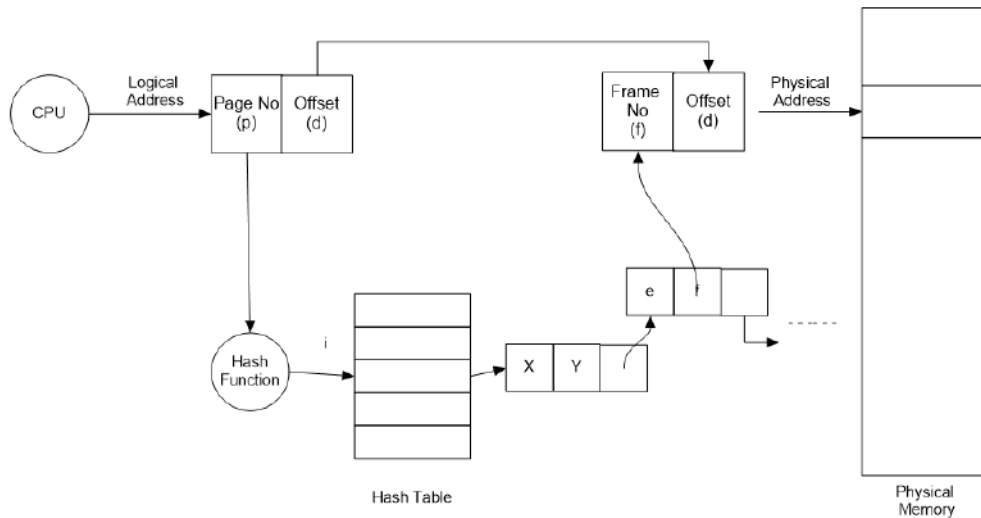 Logical
Address
CPU
Page No
(p)
Offset
(d)
Frame
No
(f)
Offset
(d)
Physical
Address
e
f
i
Hash
Function
X
Y
Hash Table
Physical
Memory